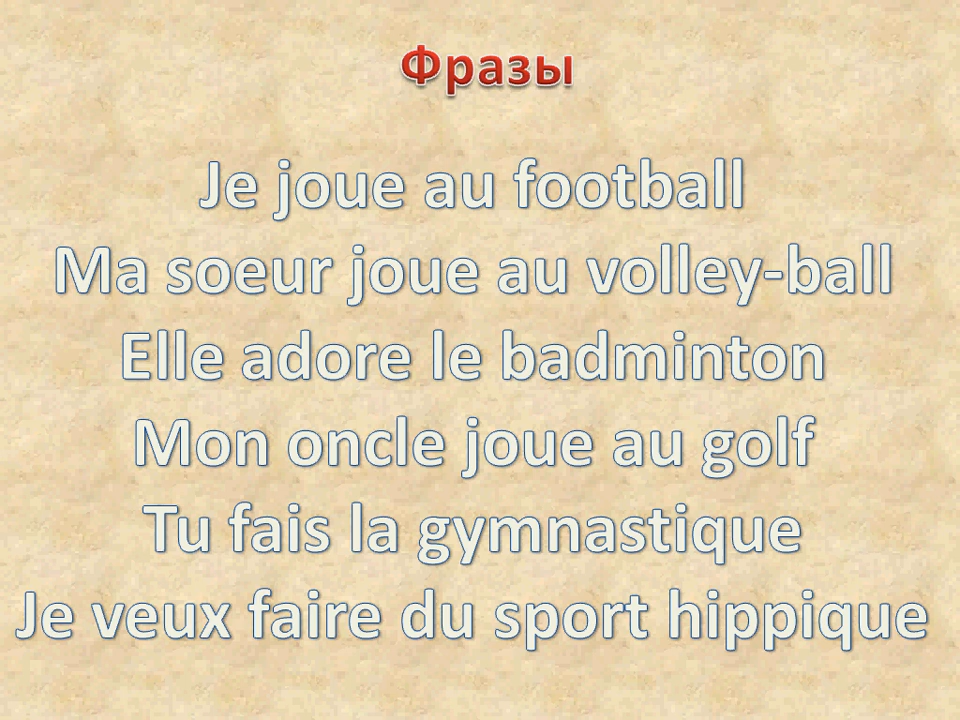 Фразы
Je joue au football
Ma soeur joue au volley-ball
Elle adore le badminton
Mon oncle joue au golf
Tu fais la gymnastique
Je veux faire du sport hippique